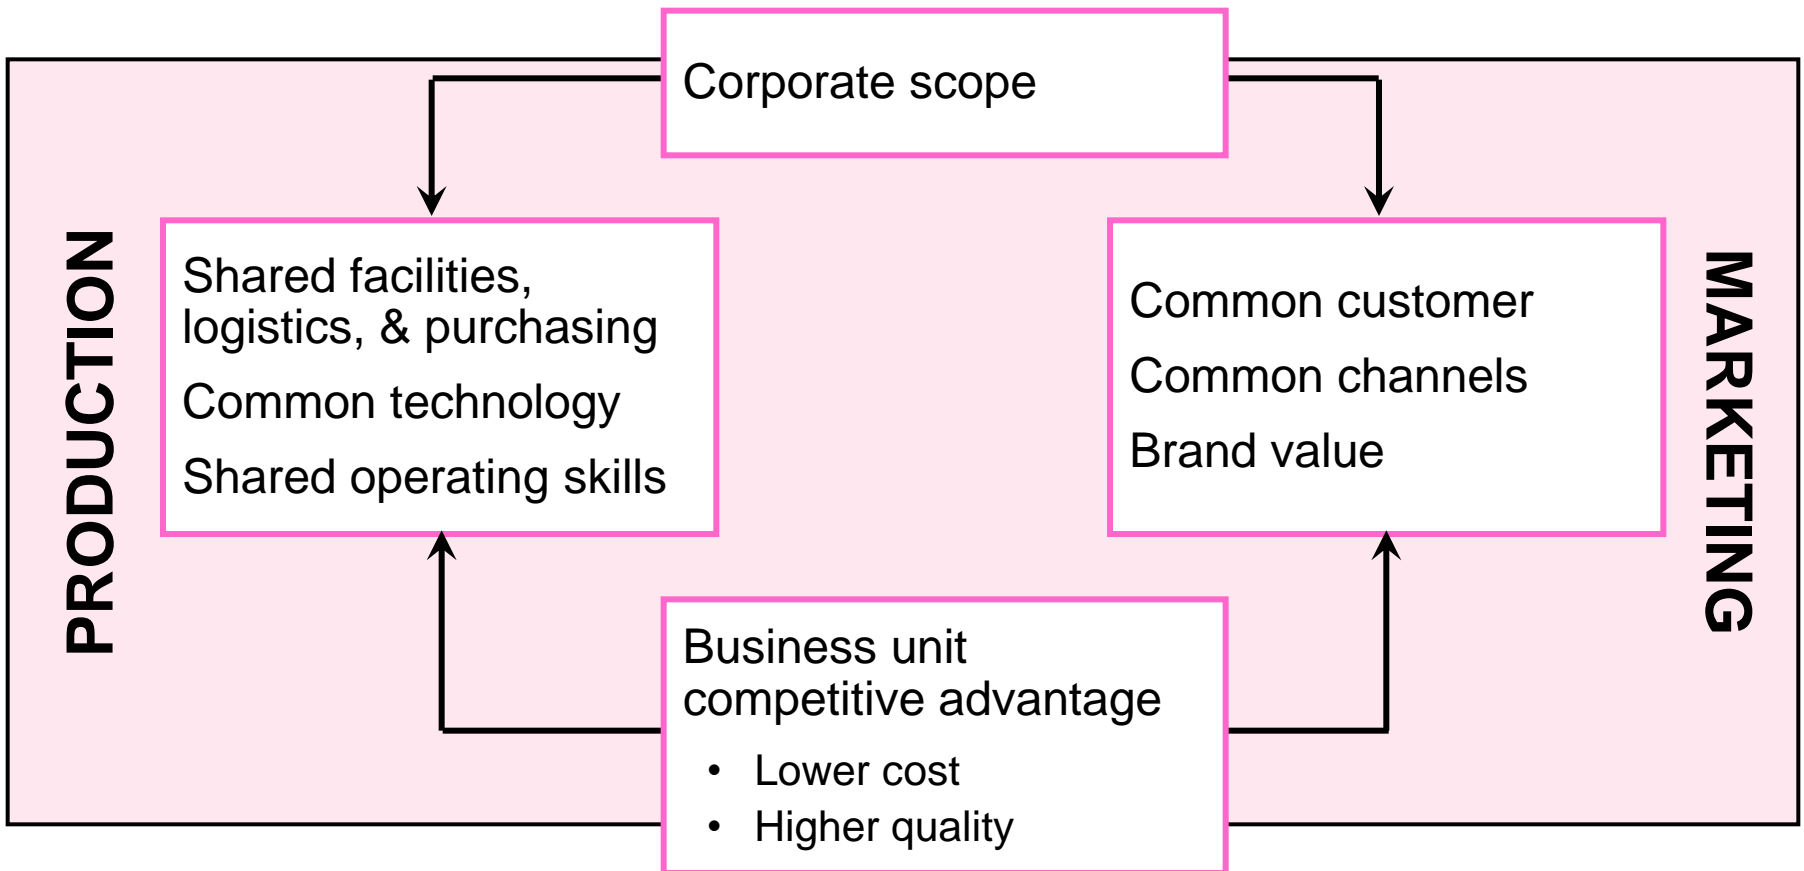 Corporate scope
PRODUCTION
Shared facilities,
logistics, & purchasing
Common technology
Shared operating skills
Common customer
Common channels
Brand value
MARKETING
Business unit
competitive advantage
• Lower cost
• Higher quality